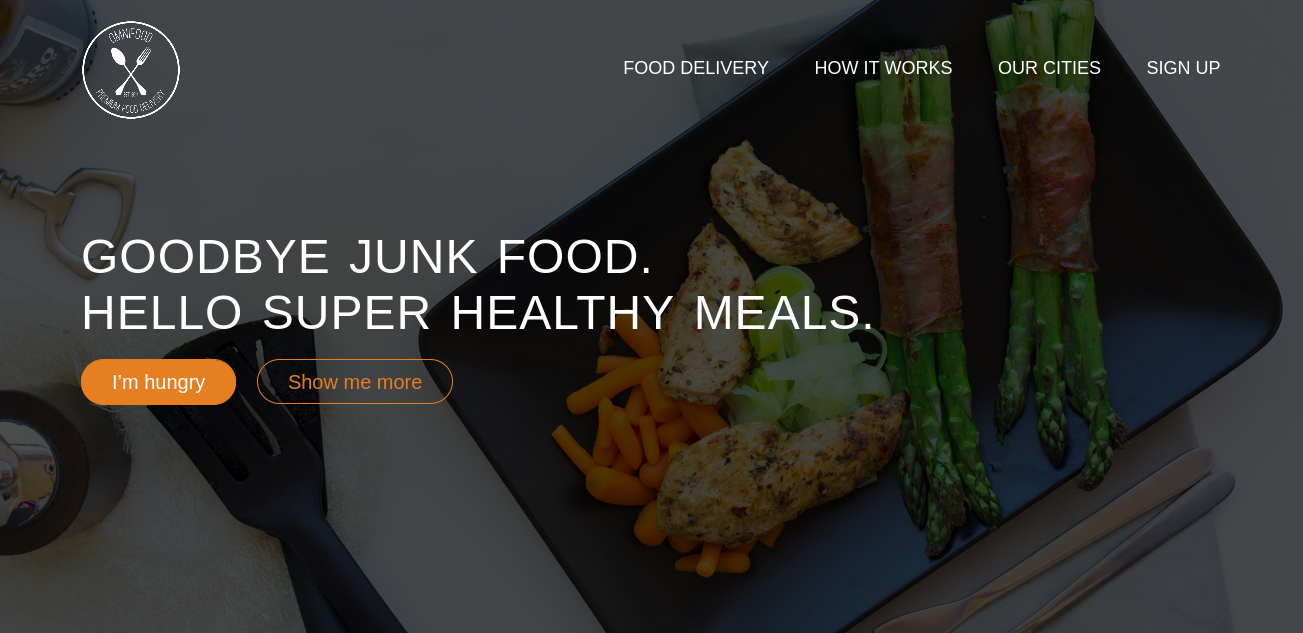 OMNIFOOD
PREMIUM FOOD DELIVERY
FOOD DELIVERY
HOW IT WORKS
OUR CITIES
SIGN UP
GOODBYE JUNK FOOD.
HELLO SUPER HEALTHY MEALS.
I'm hungry
Show me more